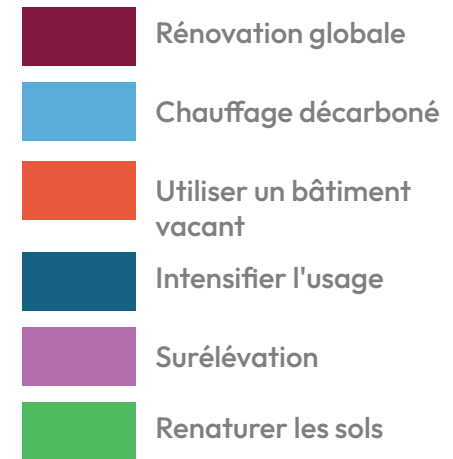 Rénovation globale
Chauffage décarboné
Utiliser un bâtiment
vacant
Intensifier l'usage
Surélévation
Renaturer les sols